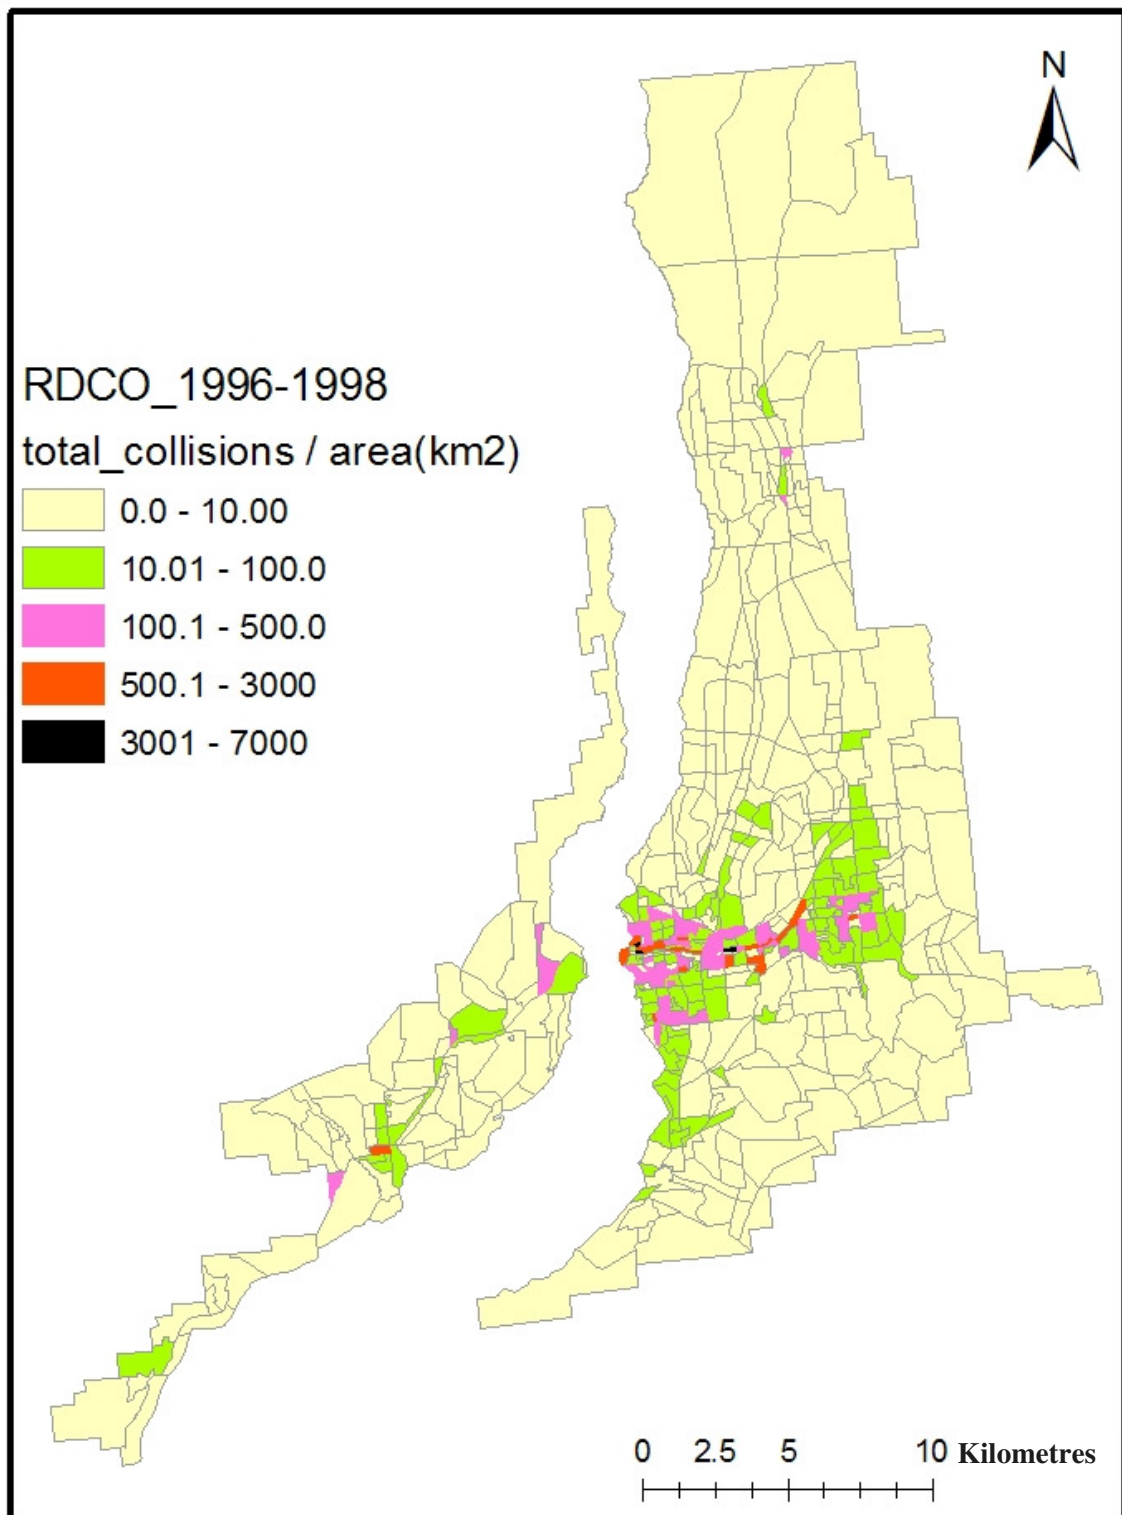 N
RDCO_1996-1998
total_collisions / area(km2)
0.0 - 10.00
10.01 - 100.0
100.1 - 500.0
500.1 - 3000
3001 - 7000
0 2.5 5 10 Kilometres